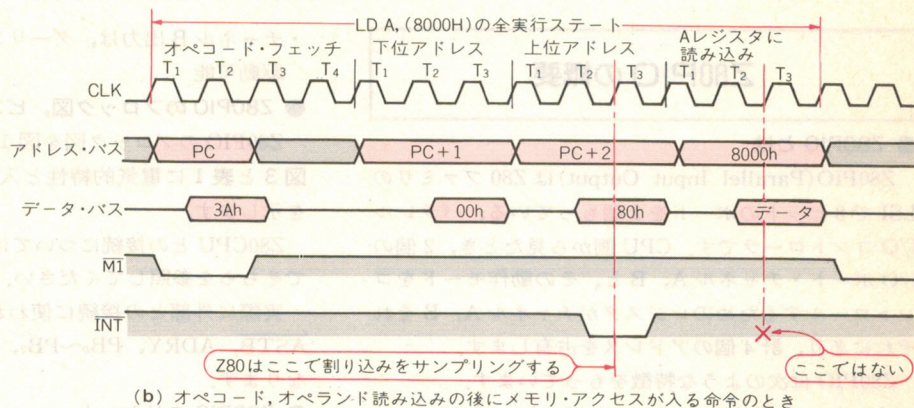 LD A, (8000H)の全実行ステート
オペコード・フェッチ 下位アドレス 上位アドレス Aレジスタに読み込み
T1 T2 T3 T4 T1 T2 T3 T1 T2 T3 T1 T2 T3
CLK
アドレス・バス PC PC+1 PC+2 8000h
データ・バス 3Ah 00h 80h データ
M1
INT
Z80はここで割り込みをサンプリングする
ここではない
(b) オペコード, オペランド読み込みの後にメモリ・アクセスが入る命令のとき